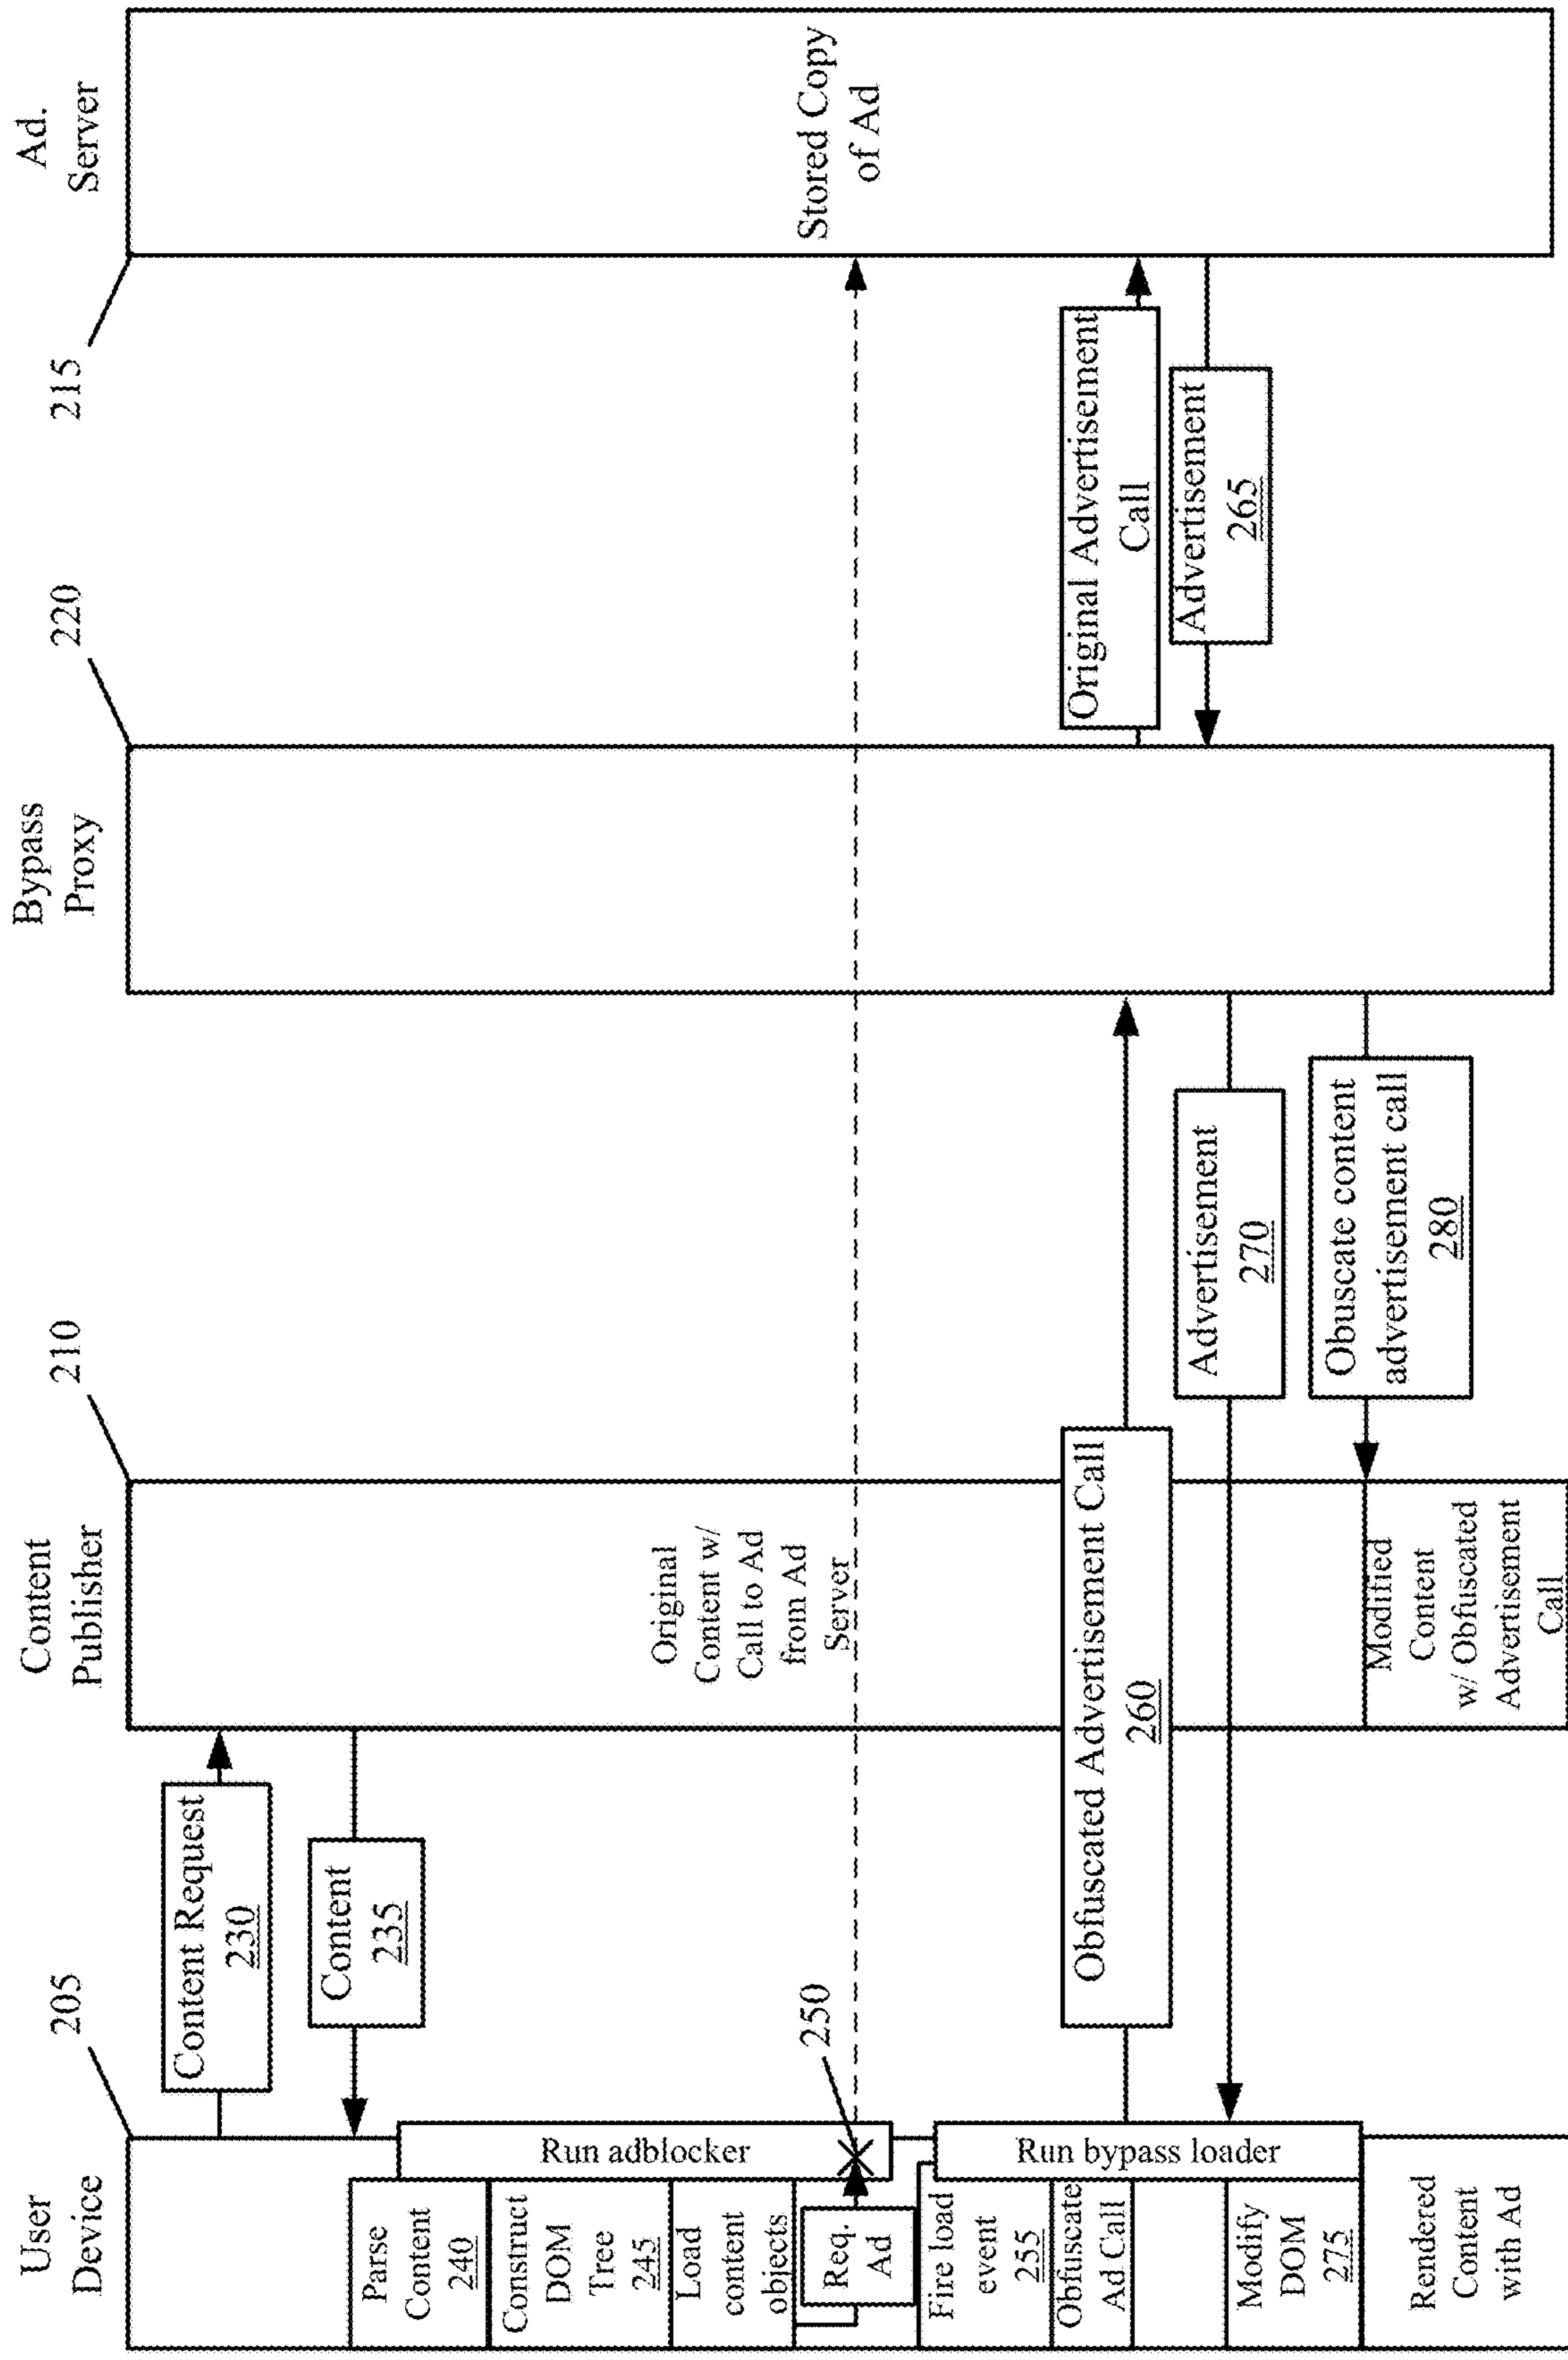 User
Device
205
Content
Publisher
210
Bypass
Proxy
220
Ad.
Server
215
Content Request
230
Content
235
Parse
Content
240
Construct
DOM
Tree
245
Load
content
objects
Run adblocker
Req.
Ad
250
Original
Content w/
Call to Ad
from Ad
Server
Stored Copy
of Ad
Fire load
event
255
Obfuscate
Ad Call
Run bypass loader
Obfuscated Advertisement Call
260
Original Advertisement
Call
Advertisement
265
Advertisement
270
Modify
DOM
275
Obuscate content
advertisement call
280
Rendered
Content
with Ad
Modified
Content
w/ Obfuscated
Advertisement
Call